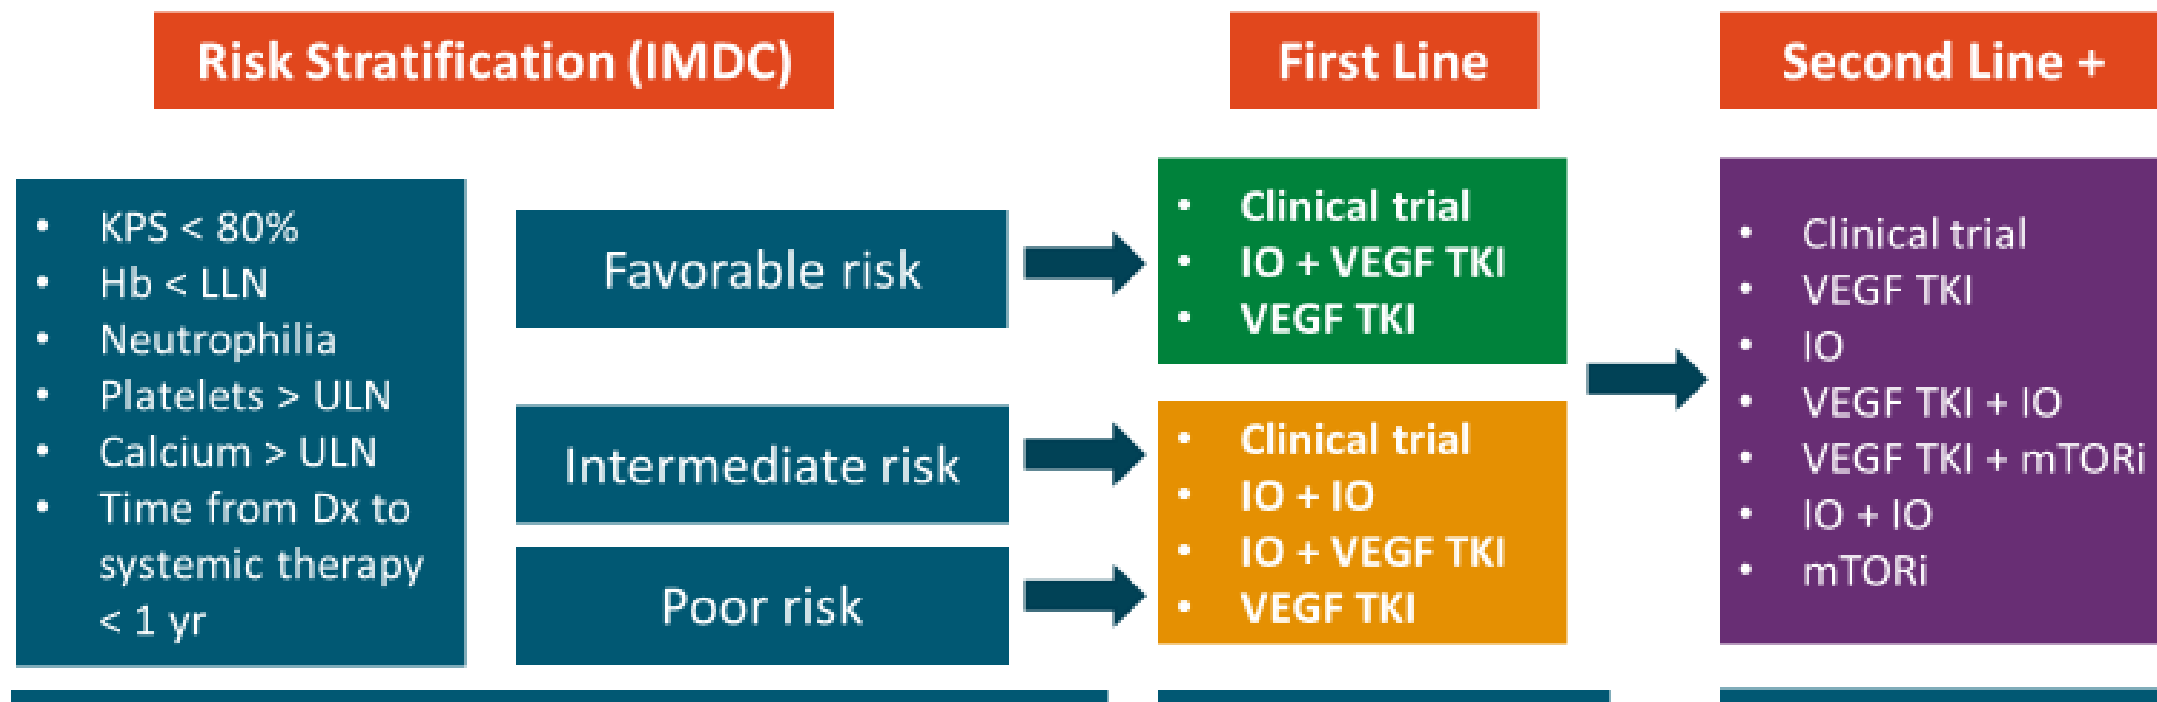 Risk Stratification (IMDC)
First Line
Second Line +
• KPS < 80%
• Hb < LLN
• Neutrophilia
• Platelets > ULN
• Calcium > ULN
• Time from Dx to
systemic therapy
< 1 yr
Favorable risk
Intermediate risk
Poor risk
• Clinical trial
• IO + VEGF TKI
• VEGF TKI
• Clinical trial
• IO + IO
• IO + VEGF TKI
• VEGF TKI
• Clinical trial
• VEGF TKI
• IO
• VEGF TKI + IO
• VEGF TKI + mTORi
• IO + IO
• mTORi